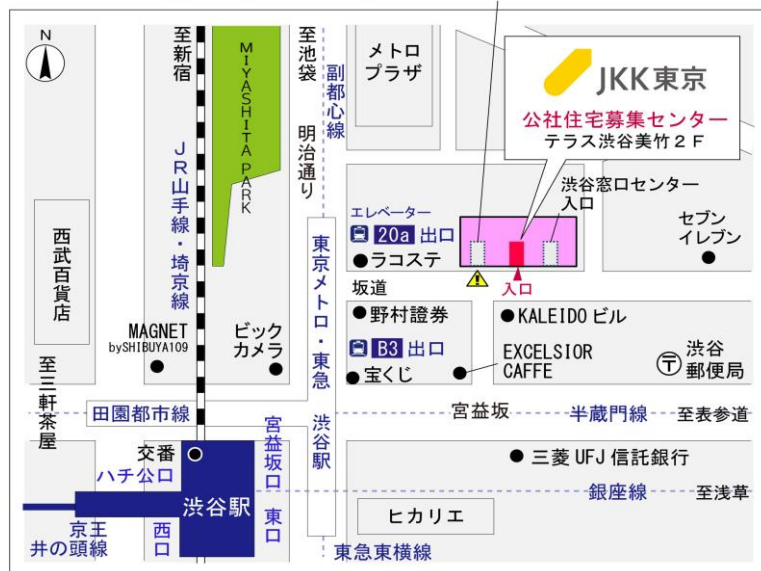 N
至新宿
MIYASHITA PARK
至池袋
副都心線
明治通り
メトロ
プラザ
JKK東京
公社住宅募集センター
テラス渋谷美竹2F
JR山手線・埼京線
西武百貨店
エレベーター
20a 出口
ラコステ
渋谷窓口センター
入口
セブン
イレブン
東京メトロ・東急 渋谷駅
坂道
入口
MAGNET
bySHIBUYA109
ビック
カメラ
野村證券
KALEIDO ビル
B3 出口
EXCELSIOR
CAFFE
渋谷
郵便局
宝くじ
至三軒茶屋
田園都市線
宮益坂
半蔵門線
至表参道
交番
宮益坂口
三菱 UFJ 信託銀行
ハチ公口
渋谷駅
銀座線
至浅草
京王
井の頭線
西口
東口
ヒカリエ
東急東横線